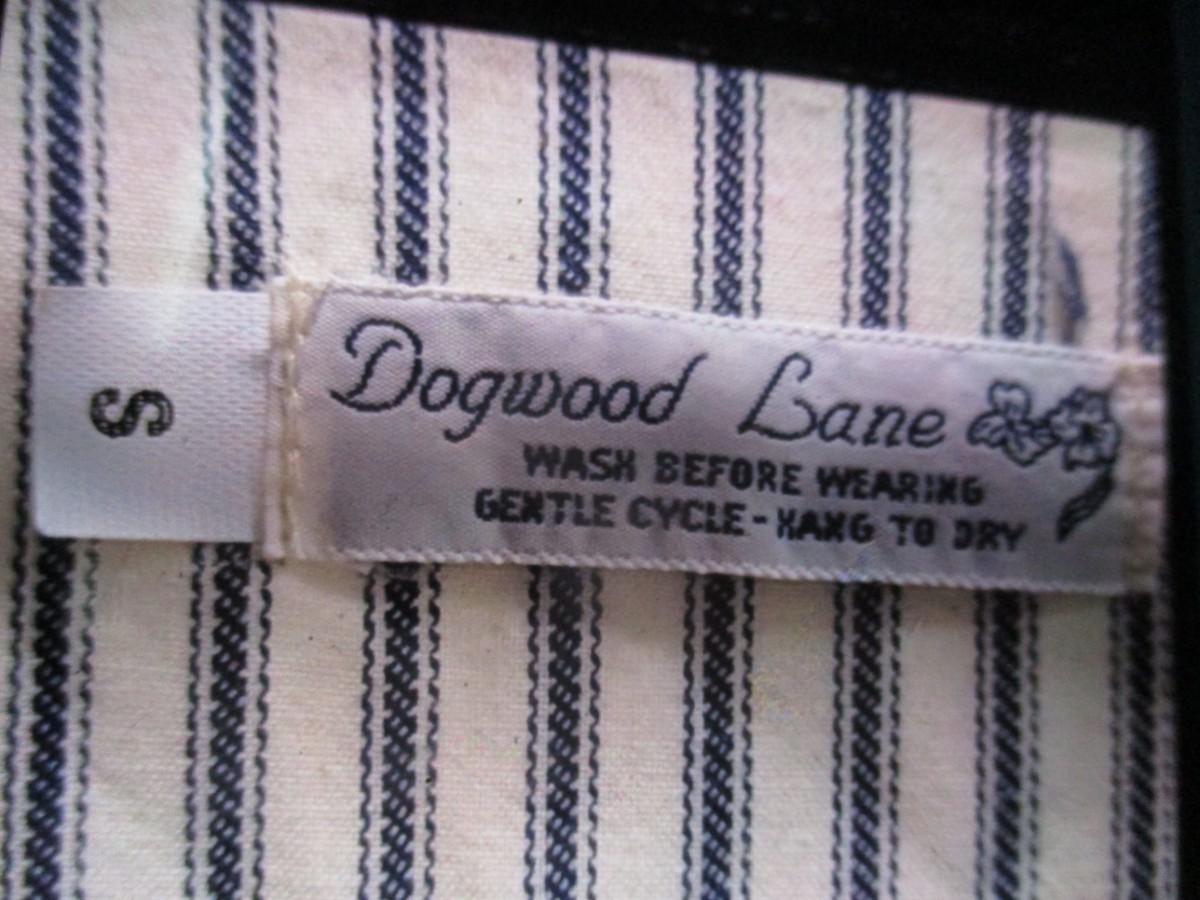 S
Dogwood Lane
WASH BEFORE WEARING
GENTLE CYCLE - HANG TO DRY